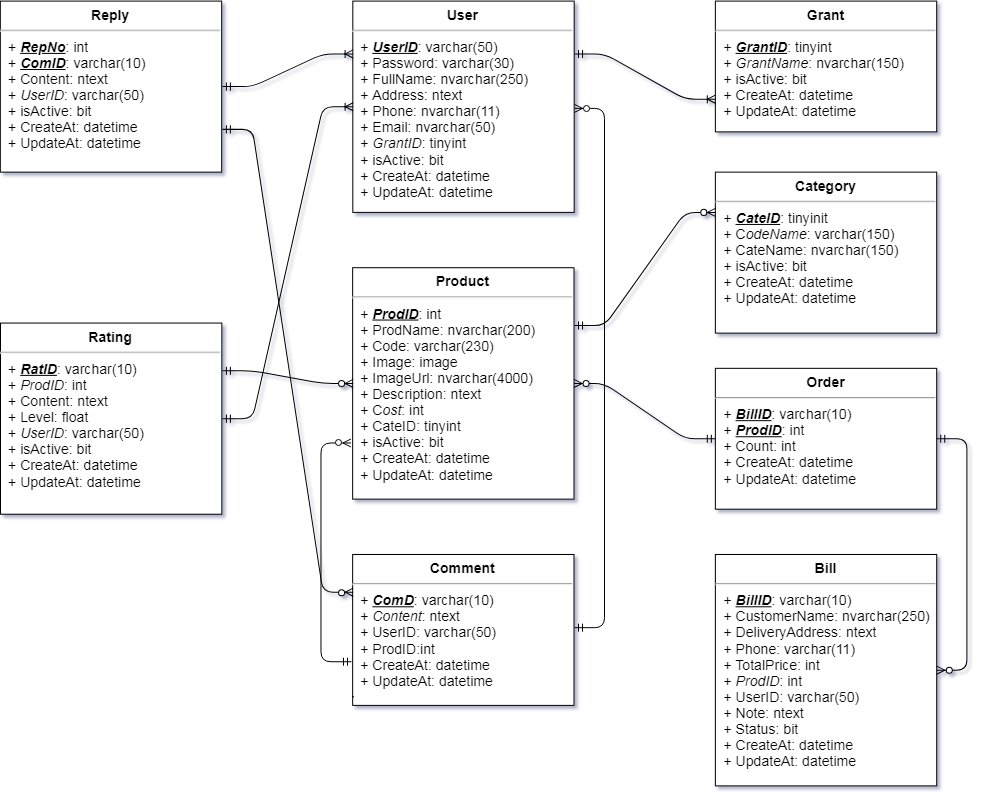 Reply
+ RepNo: int
+ ComID: varchar(10)
+ Content: ntext
+ UserID: varchar(50)
+ isActive: bit
+ CreateAt: datetime
+ UpdateAt: datetime
User
+ UserID: varchar(50)
+ Password: varchar(30)
+ FullName: nvarchar(250)
+ Address: ntext
+ Phone: nvarchar(11)
+ Email: nvarchar(50)
+ GrantID: tinyint
+ isActive: bit
+ CreateAt: datetime
+ UpdateAt: datetime
Grant
+ GrantID: tinyint
+ GrantName: nvarchar(150)
+ isActive: bit
+ CreateAt: datetime
+ UpdateAt: datetime
Category
+ CateID: tinyinit
+ CodeName: varchar(150)
+ CateName: nvarchar(150)
+ isActive: bit
+ CreateAt: datetime
+ UpdateAt: datetime
Rating
+ RatID: varchar(10)
+ ProdID: int
+ Content: ntext
+ Level: float
+ UserID: varchar(50)
+ isActive: bit
+ CreateAt: datetime
+ UpdateAt: datetime
Product
+ ProdID: int
+ ProdName: nvarchar(200)
+ Code: varchar(230)
+ Image: image
+ ImageUrl: nvarchar(4000)
+ Description: ntext
+ Cost: int
+ CateID: tinyint
+ isActive: bit
+ CreateAt: datetime
+ UpdateAt: datetime
Order
+ BillID: varchar(10)
+ ProdID: int
+ Count: int
+ CreateAt: datetime
+ UpdateAt: datetime
Comment
+ ComD: varchar(10)
+ Content: ntext
+ UserID: varchar(50)
+ ProdID:int
+ CreateAt: datetime
+ UpdateAt: datetime
Bill
+ BillID: varchar(10)
+ CustomerName: nvarchar(250)
+ DeliveryAddress: ntext
+ Phone: varchar(11)
+ TotalPrice: int
+ ProdID: int
+ UserID: varchar(50)
+ Note: ntext
+ Status: bit
+ CreateAt: datetime
+ UpdateAt: datetime